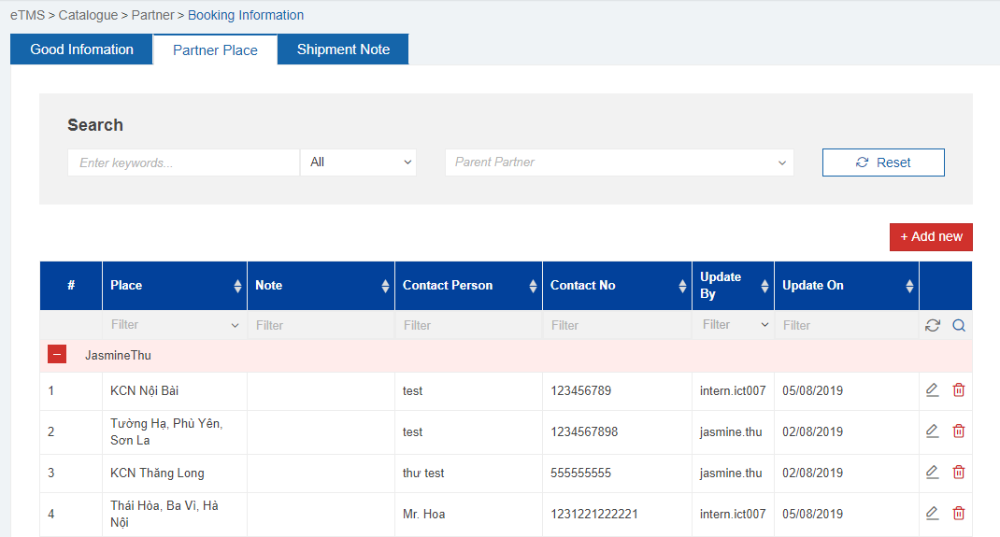 eTMS > Catalogue > Partner > Booking Information
Good Infomation Partner Place Shipment Note
Search
Enter keywords... All Parent Partner Reset
+ Add new
# Place Note Contact Person Contact No Update By Update On
Filter Filter Filter Filter Filter Filter
JasmineThu
1 KCN Nội Bài test 123456789 intern.ict007 05/08/2019
2 Tường Hạ, Phù Yên, Sơn La test 1234567898 jasmine.thu 02/08/2019
3 KCN Thăng Long thư test 555555555 jasmine.thu 02/08/2019
4 Thái Hòa, Ba Vì, Hà Nội Mr. Hoa 1231221222221 intern.ict007 05/08/2019